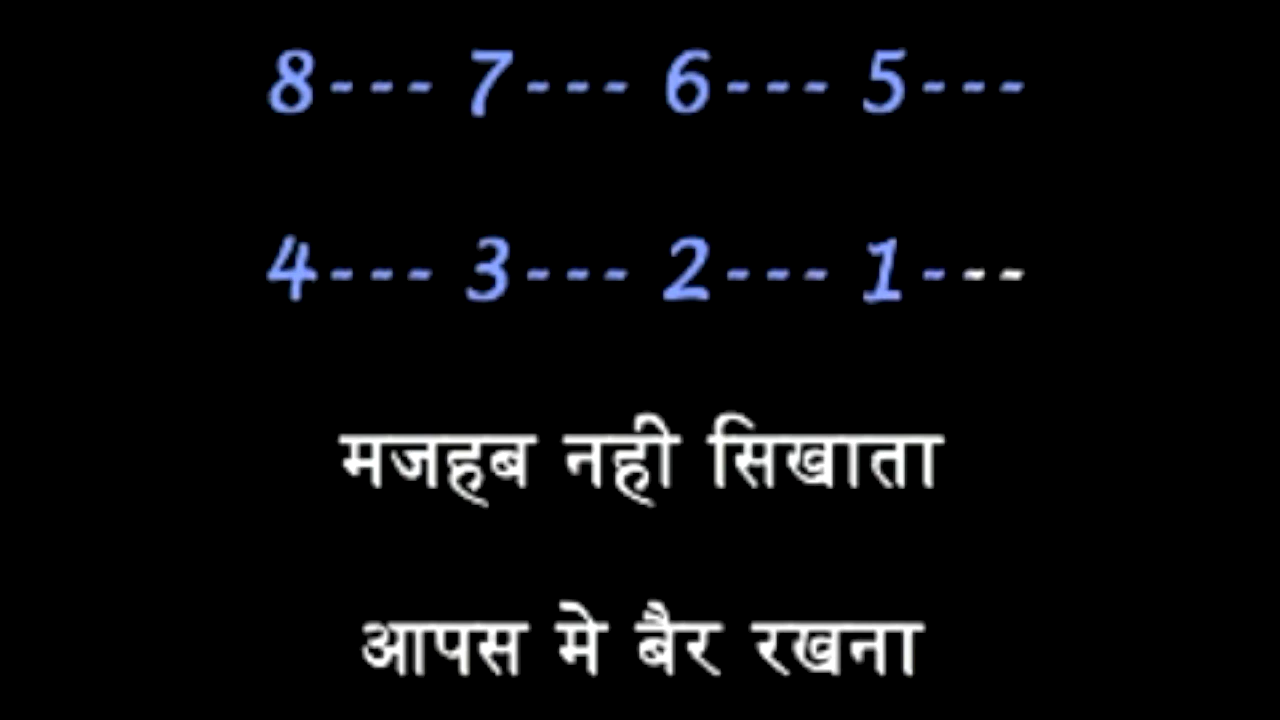 8--- 7--- 6--- 5---
4--- 3--- 2--- 1---
मजहब नही सिखाता
आपस मे बैर रखना